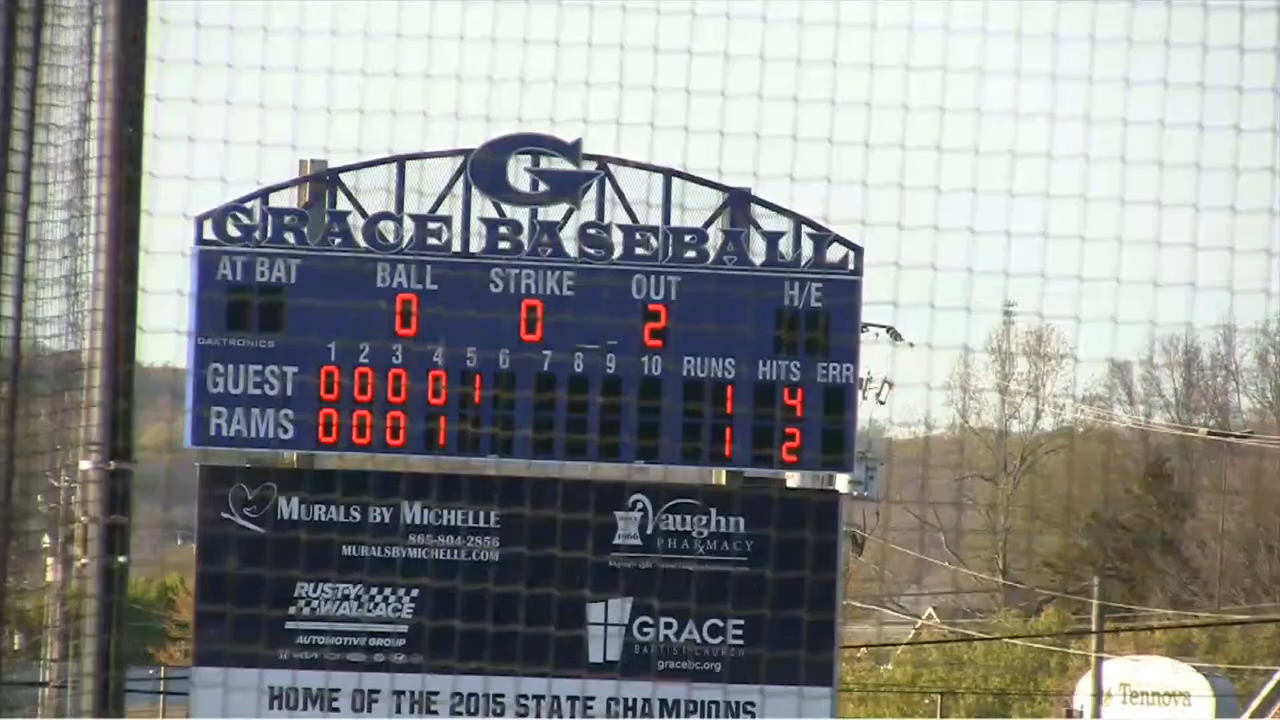 G
GRACE BASEBALL
AT BAT BALL STRIKE OUT H/E
0 0 2
DAKTRONICS
1 2 3 4 5 6 7 8 9 10 RUNS HITS ERR
GUEST 0 0 0 0 1 1 4
RAMS 0 0 0 1 1 2
MURALS BY MICHELLE
865-804-2856
MURALSBYMICHELLE.COM
Vaughn
PHARMACY
1966
RUSTY WALLACE
AUTOMOTIVE GROUP
GRACE
BAPTIST CHURCH
gracebc.org
HOME OF THE 2015 STATE CHAMPIONS
Tennova